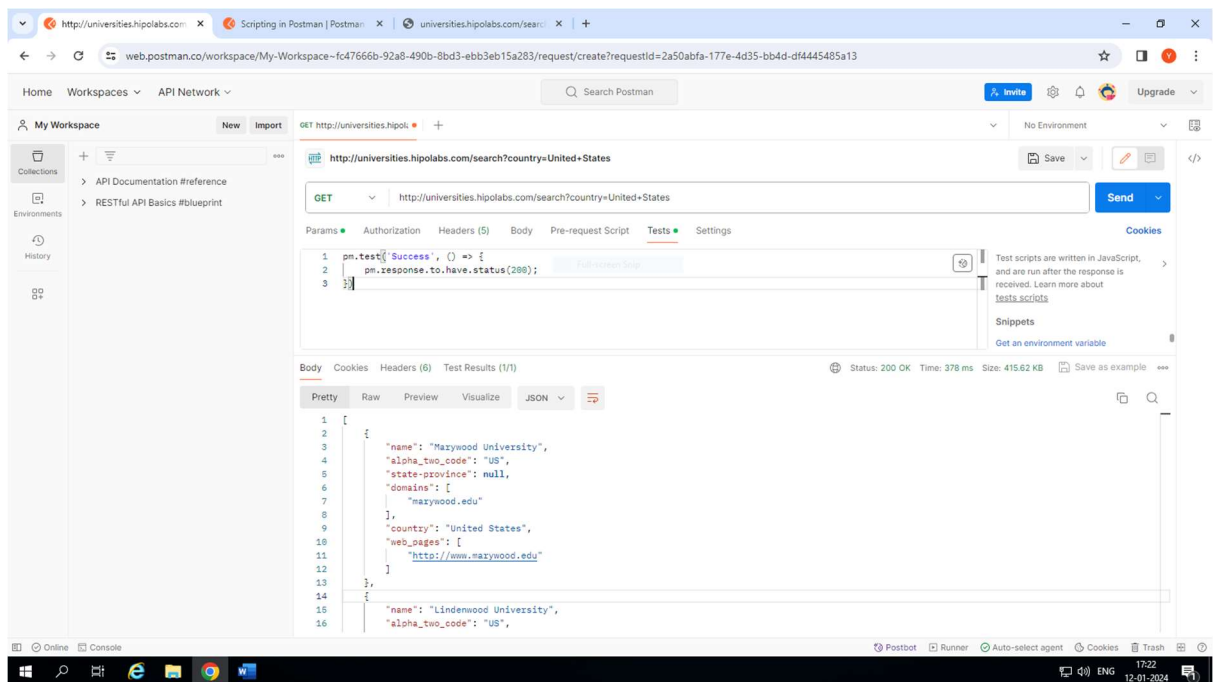 http://universities.hipolabs.com
Scripting in Postman | Postman
universities.hipolabs.com/searc
web.postman.co/workspace/My-Workspace~fc47666b-92a8-490b-8bd3-ebb3eb15a283/request/create?requestId=2a50abfa-177e-4d35-bb4d-df4445485a13
Home Workspaces API Network Search Postman Invite Upgrade
My Workspace New Import GET http://universities.hipol No Environment
Collections
Environments
History
API Documentation #reference
RESTful API Basics #blueprint
HTTP http://universities.hipolabs.com/search?country=United+States Save
GET http://universities.hipolabs.com/search?country=United+States Send
Params Authorization Headers (5) Body Pre-request Script Tests Settings Cookies
1 pm.test('Success', () => {
2 pm.response.to.have.status(200);
3 })
Full-screen Snip
Test scripts are written in JavaScript,
and are run after the response is
received. Learn more about
tests scripts
Snippets
Get an environment variable
Body Cookies Headers (6) Test Results (1/1) Status: 200 OK Time: 378 ms Size: 415.62 KB Save as example
Pretty Raw Preview Visualize JSON
1 [
2 {
3 "name": "Marywood University",
4 "alpha_two_code": "US",
5 "state-province": null,
6 "domains": [
7 "marywood.edu"
8 ],
9 "country": "United States",
10 "web_pages": [
11 "http://www.marywood.edu"
12 ]
13 },
14 {
15 "name": "Lindenwood University",
16 "alpha_two_code": "US",
Online Console Postbot Runner Auto-select agent Cookies Trash
ENG 17:22
12-01-2024